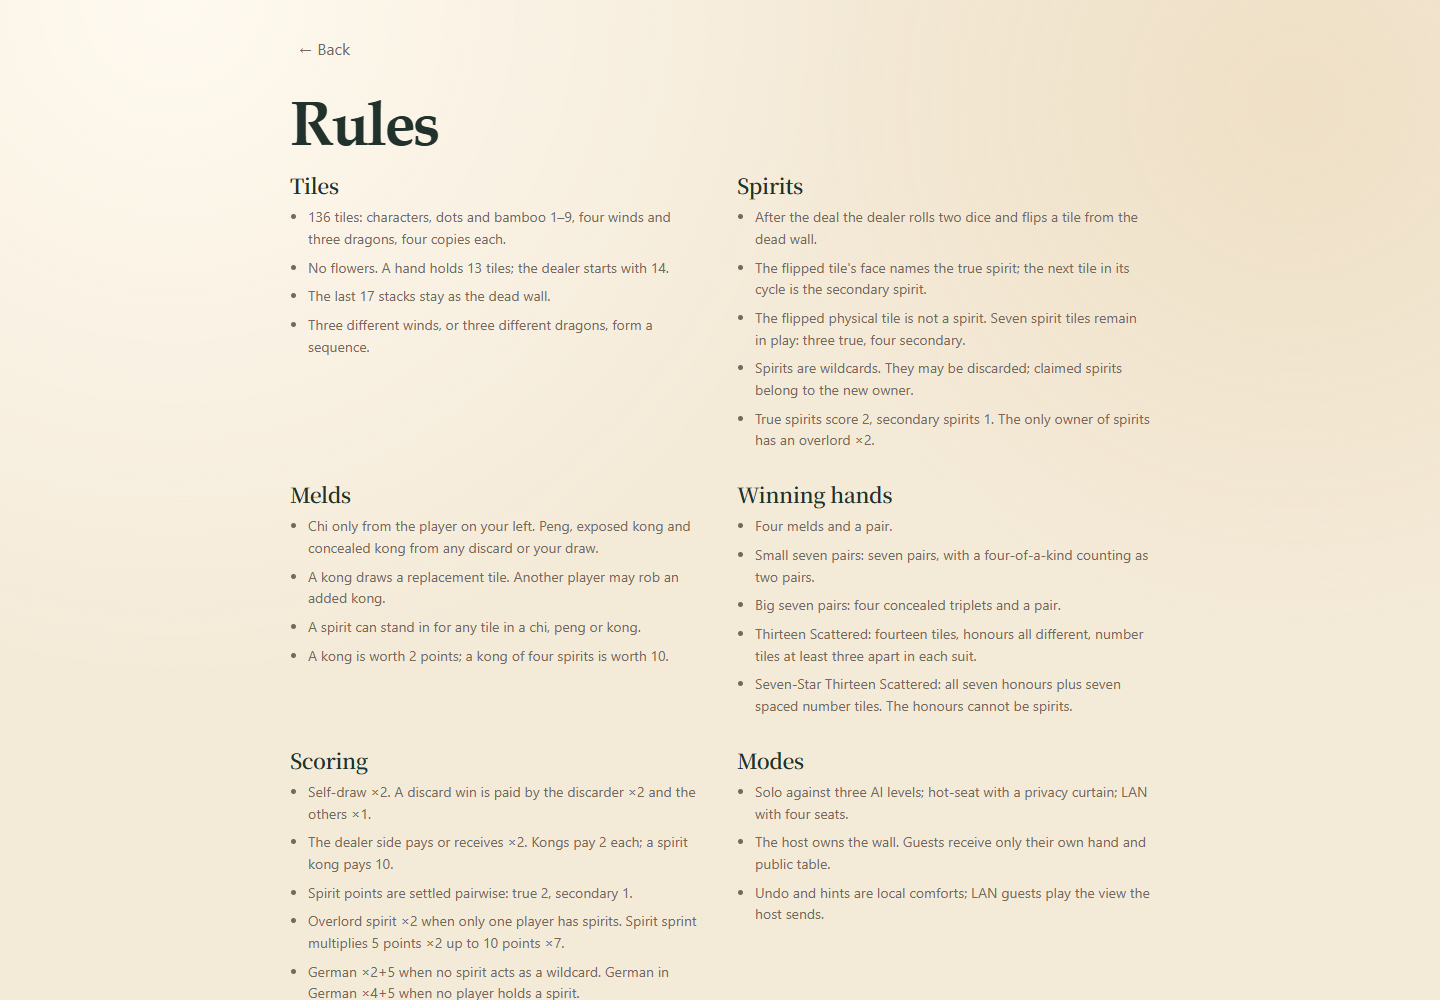 ← Back
Rules
Tiles
• 136 tiles: characters, dots and bamboo 1–9, four winds and
three dragons, four copies each.
• No flowers. A hand holds 13 tiles; the dealer starts with 14.
• The last 17 stacks stay as the dead wall.
• Three different winds, or three different dragons, form a
sequence.
Spirits
• After the deal the dealer rolls two dice and flips a tile from the
dead wall.
• The flipped tile's face names the true spirit; the next tile in its
cycle is the secondary spirit.
• The flipped physical tile is not a spirit. Seven spirit tiles remain
in play: three true, four secondary.
• Spirits are wildcards. They may be discarded; claimed spirits
belong to the new owner.
• True spirits score 2, secondary spirits 1. The only owner of spirits
has an overlord ×2.
Melds
• Chi only from the player on your left. Peng, exposed kong and
concealed kong from any discard or your draw.
• A kong draws a replacement tile. Another player may rob an
added kong.
• A spirit can stand in for any tile in a chi, peng or kong.
• A kong is worth 2 points; a kong of four spirits is worth 10.
Winning hands
• Four melds and a pair.
• Small seven pairs: seven pairs, with a four-of-a-kind counting as
two pairs.
• Big seven pairs: four concealed triplets and a pair.
• Thirteen Scattered: fourteen tiles, honours all different, number
tiles at least three apart in each suit.
• Seven-Star Thirteen Scattered: all seven honours plus seven
spaced number tiles. The honours cannot be spirits.
Scoring
• Self-draw ×2. A discard win is paid by the discarder ×2 and the
others ×1.
• The dealer side pays or receives ×2. Kongs pay 2 each; a spirit
kong pays 10.
• Spirit points are settled pairwise: true 2, secondary 1.
• Overlord spirit ×2 when only one player has spirits. Spirit sprint
multiplies 5 points ×2 up to 10 points ×7.
• German ×2+5 when no spirit acts as a wildcard. German in
German ×4+5 when no player holds a spirit.
Modes
• Solo against three AI levels; hot-seat with a privacy curtain; LAN
with four seats.
• The host owns the wall. Guests receive only their own hand and
public table.
• Undo and hints are local comforts; LAN guests play the view the
host sends.